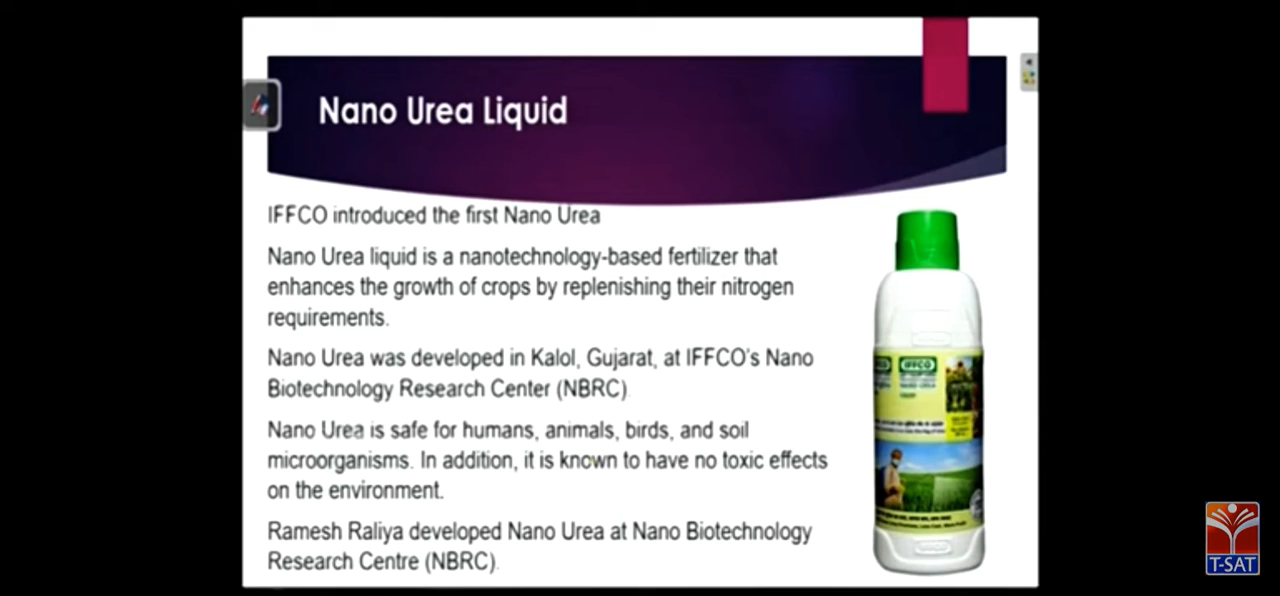 Nano Urea Liquid
IFFCO introduced the first Nano Urea
Nano Urea liquid is a nanotechnology-based fertilizer that
enhances the growth of crops by replenishing their nitrogen
requirements.
Nano Urea was developed in Kalol, Gujarat, at IFFCO's Nano
Biotechnology Research Center (NBRC)
Nano Urea is safe for humans, animals, birds, and soil
microorganisms. In addition, it is known to have no toxic effects
on the environment.
Ramesh Raliya developed Nano Urea at Nano Biotechnology
Research Centre (NBRC).
IFFCO
T-SAT